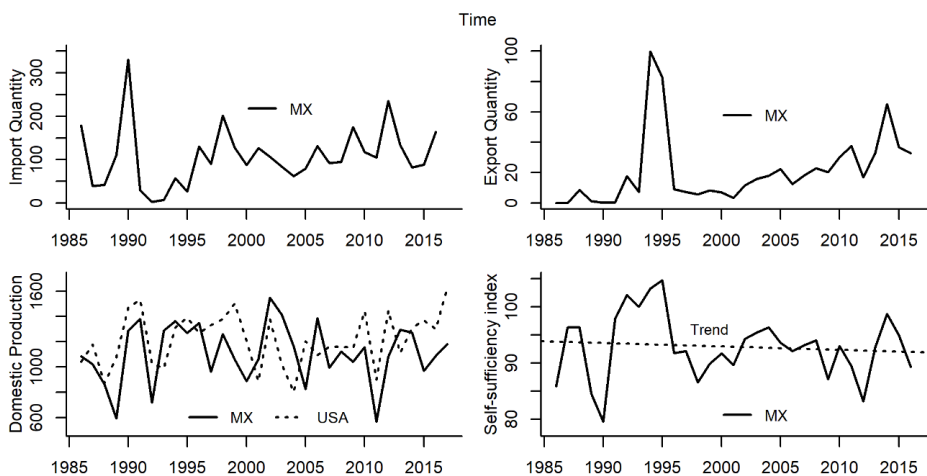 Time
Import Quantity
0 100 200 300
MX
1985 1990 1995 2000 2005 2010 2015
Export Quantity
0 20 60 100
MX
1985 1990 1995 2000 2005 2010 2015
Domestic Production
600 1000 1600
MX USA
1985 1990 1995 2000 2005 2010 2015
Self-sufficiency index
80 90 100
Trend
MX
1985 1990 1995 2000 2005 2010 2015